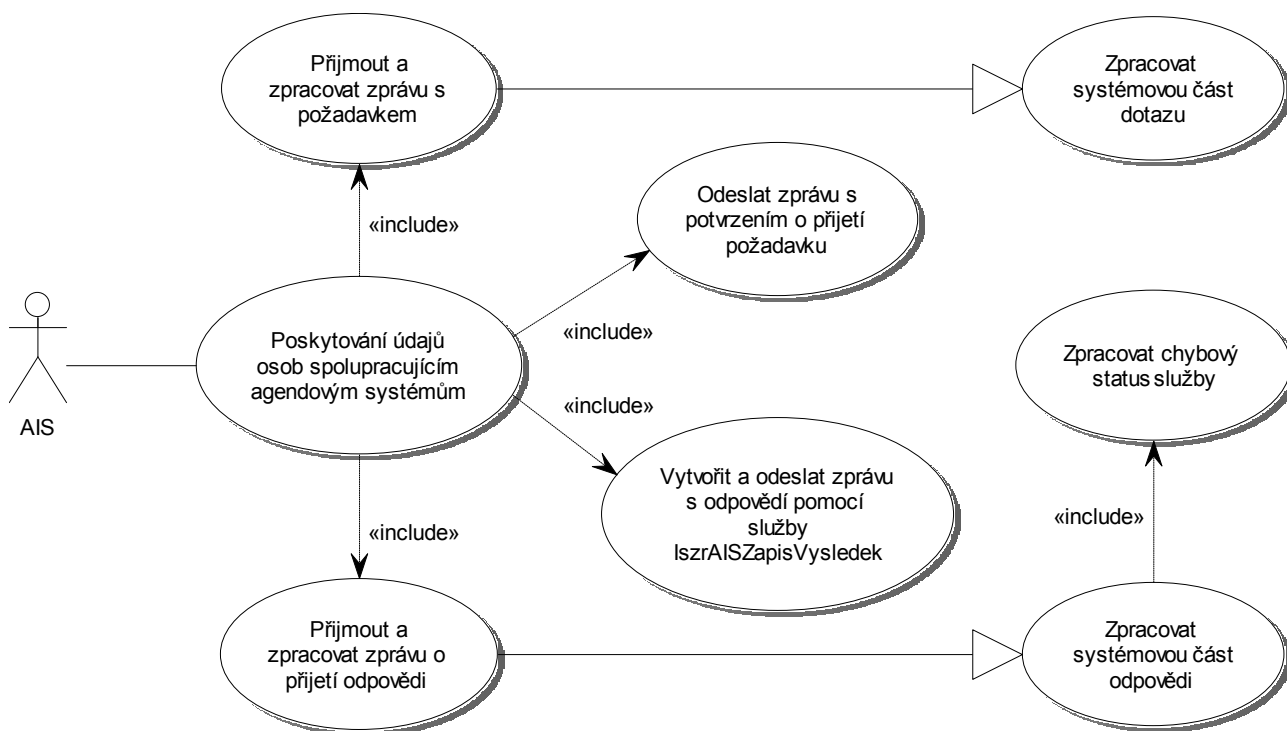 Přijmout a
zpracovat zprávu s
požadavkem
Zpracovat
systémovou část
dotazu
Odeslat zprávu s
potvrzením o přijetí
požadavku
«include»
«include»
Poskytování údajů
osob spolupracujícím
agendovým systémům
Zpracovat chybový
status služby
AIS
«include»
Vytvořit a odeslat zprávu
s odpovědí pomocí
služby
IszrAISZapisVysledek
«include»
«include»
Přijmout a
zpracovat zprávu o
přijetí odpovědi
Zpracovat
systémovou část
odpovědi